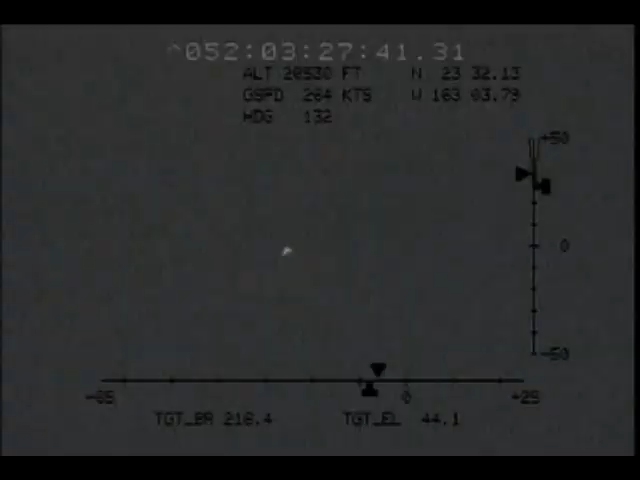 ^052:03:27:41.31
ALT 20530 FT N 23 32.13
GSPD 264 KTS W 163 03.79
HDG 132
+50
0
-50
-65 0 +25
TGT_BR 216.4 TGT_EL 44.1